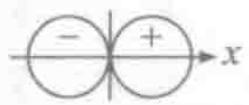 − + x